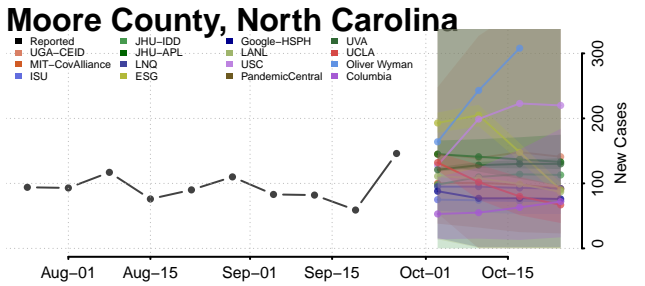 Moore County, North Carolina
Reported JHU−IDD Google−HSPH UVA
UGA−CEID JHU−APL LANL UCLA
MIT−CovAlliance LNQ USC Oliver Wyman
ISU ESG PandemicCentral Columbia
300
200
100
0
New Cases
Aug−01 Aug−15 Sep−01 Sep−15 Oct−01 Oct−15